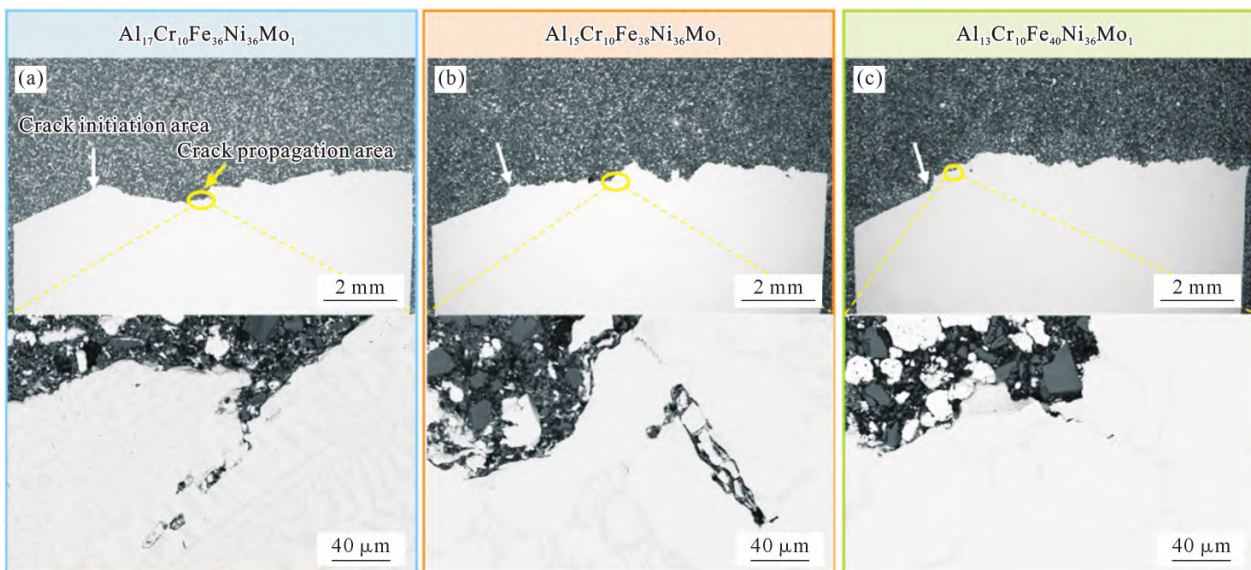 Al₁₇Cr₁₀Fe₃₆Ni₃₆Mo₁
(a)
Crack initiation area
Crack propagation area
2 mm
40 μm
Al₁₅Cr₁₀Fe₃₈Ni₃₆Mo₁
(b)
2 mm
40 μm
Al₁₃Cr₁₀Fe₄₀Ni₃₆Mo₁
(c)
2 mm
40 μm